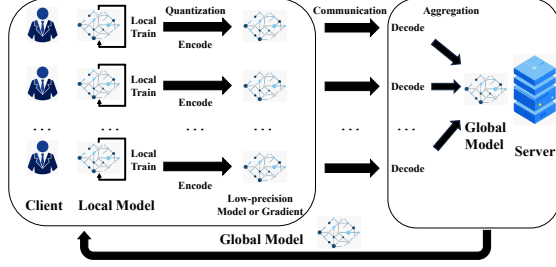 Local
Train
Quantization
Encode
Communication
Decode
Aggregation
Local
Train
Encode
Decode
Global
Model
Server
. . .
. . .
. . .
. . .
. . .
. . .
Local
Train
Encode
Decode
Client
Local Model
Low-precision
Model or Gradient
Global Model